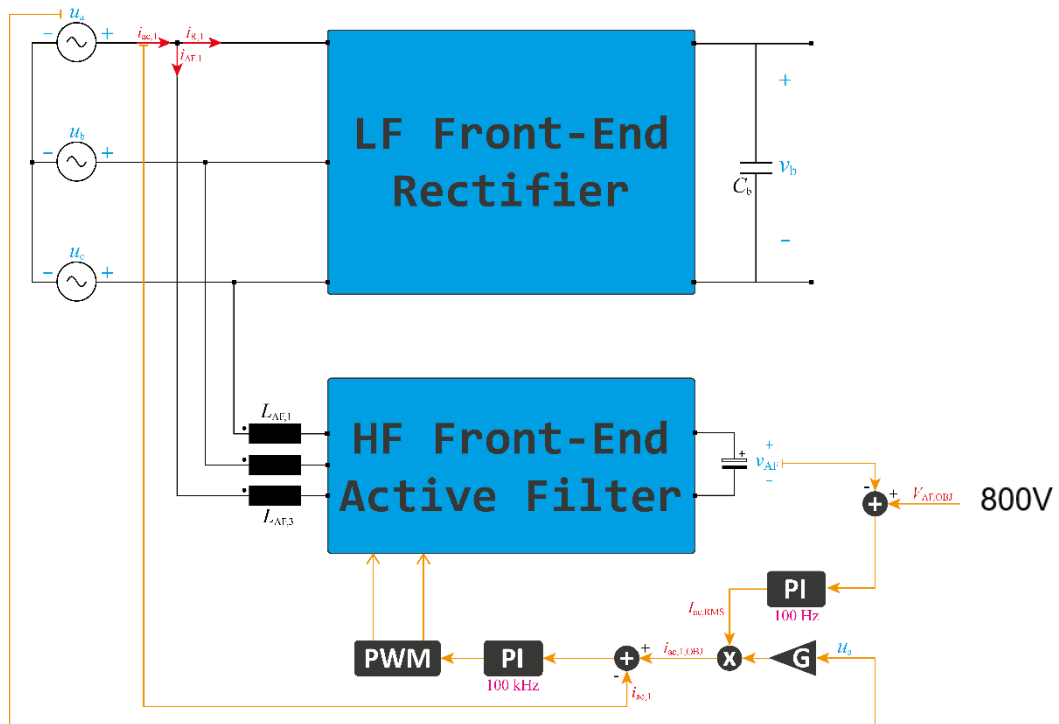 u_a
- +
i_ac,1
i_R,1
i_AF,1
u_b
- +
u_c
- +
LF Front-End
Rectifier
+
C_b
v_b
-
L_AF,1
L_AF,3
HF Front-End
Active Filter
+
+
v_AF
-
-
+
+
V_AF,OBJ
800V
PI
100 Hz
I_ac,RMS
PWM
PI
100 kHz
+
+
-
i_ac,1
i_ac,1,OBJ
X
G
u_a